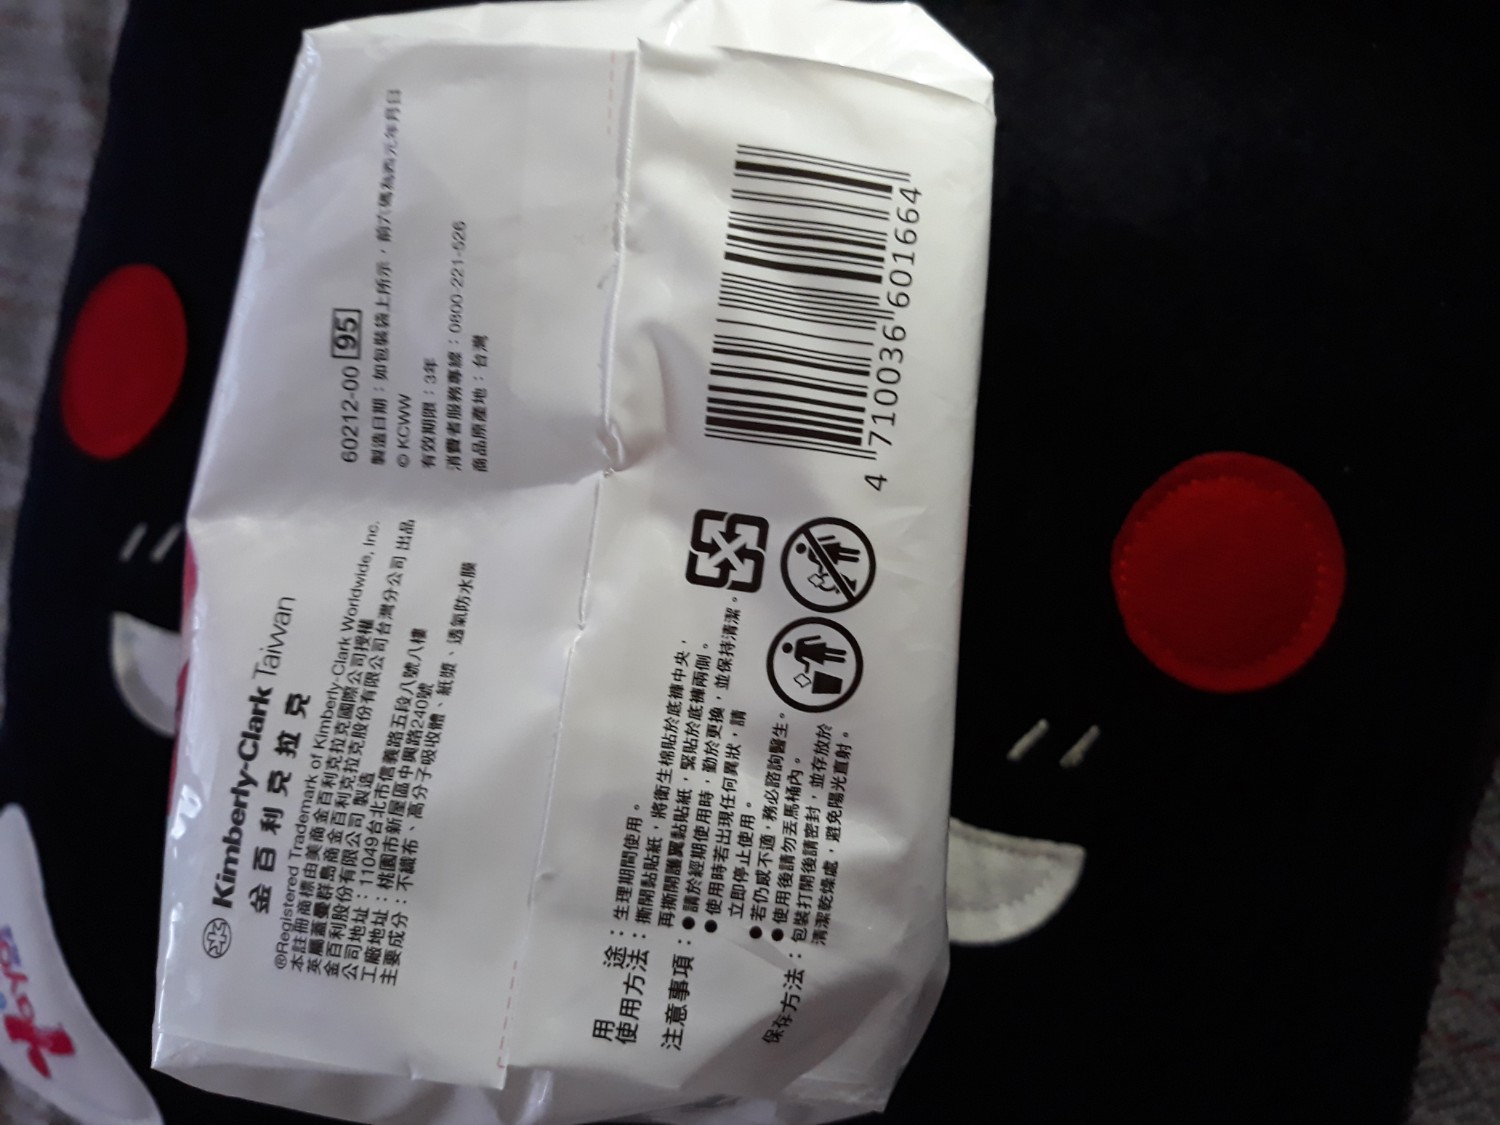 Kimberly-Clark Taiwan
金百利克拉克
®Registered Trademark of Kimberly-Clark Worldwide, Inc.
本註冊商標由美商金百利克拉克國際公司授權
英屬蓋曼群島商金百利克拉克股份有限公司台灣分公司 出品
金百利股份有限公司 製造
公司地址：11049台北市信義路五段八號八樓
工廠地址：桃園市新屋區中興路240號
主要成分：不織布、高分子吸收體、紙漿、透氣防水膜
60212-00 95
製造日期：如包裝袋上所示，前六碼為西元年月日
© KCWW
有效期限：3年
消費者服務專線：0800-221-526
商品原產地：台灣
用途：生理期間使用。
使用方法：撕開黏貼紙，將衛生棉貼於底褲中央，
再撕開護翼黏貼紙，緊貼於底褲兩側。
注意事項：●請於經期使用時，勤於更換，並保持清潔。
●使用時若出現任何異狀，請
立即停止使用。
●若仍感不適，務必諮詢醫生。
●使用後請勿丟馬桶內。
保存方法：包裝打開後請密封，並存放於
清潔乾燥處，避免陽光直射。
4 710036 601664